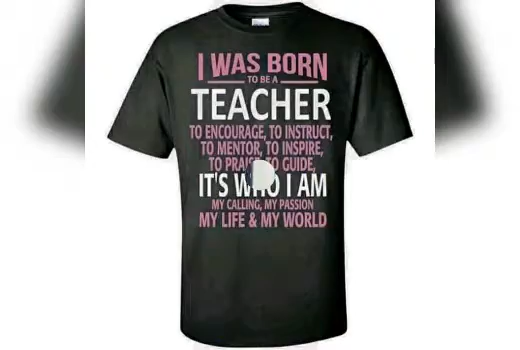 I WAS BORN
TO BE A
TEACHER
TO ENCOURAGE, TO INSTRUCT,
TO MENTOR, TO INSPIRE,
TO GUIDE,
IT'S I AM
MY CALLING, MY PASSION
MY LIFE & MY WORLD